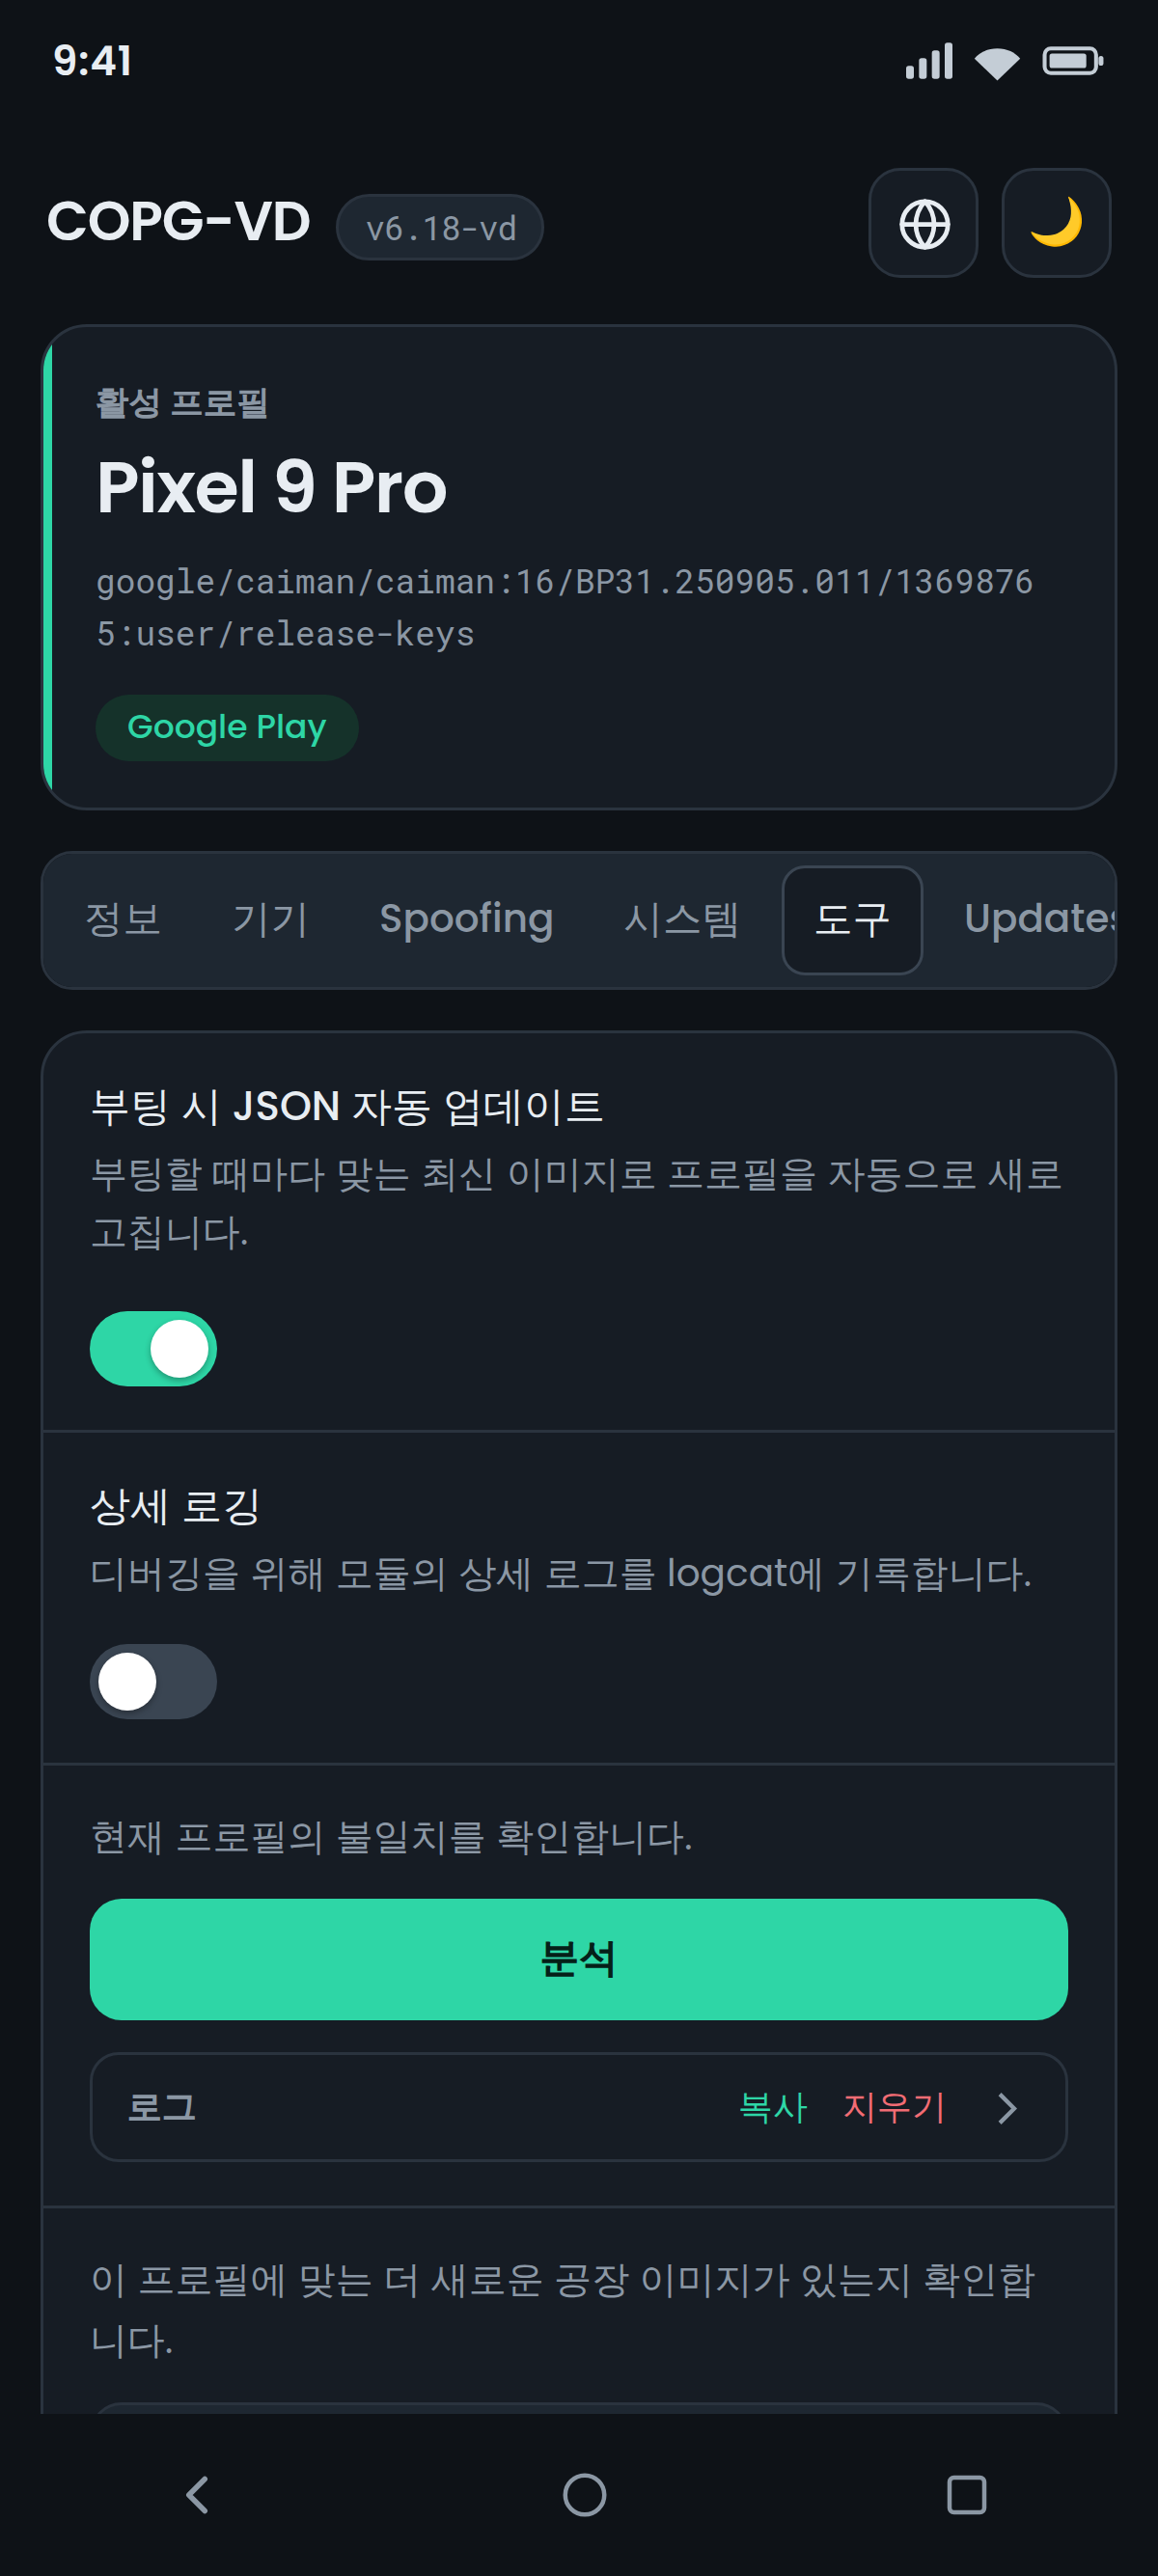 9:41
COPG-VD v6.18-vd
활성 프로필
Pixel 9 Pro
google/caiman/caiman:16/BP31.250905.011/1369876
5:user/release-keys
Google Play
정보 기기 Spoofing 시스템 도구 Updates
부팅 시 JSON 자동 업데이트
부팅할 때마다 맞는 최신 이미지로 프로필을 자동으로 새로
고칩니다.
상세 로깅
디버깅을 위해 모듈의 상세 로그를 logcat에 기록합니다.
현재 프로필의 불일치를 확인합니다.
분석
로그 복사 지우기
이 프로필에 맞는 더 새로운 공장 이미지가 있는지 확인합
니다.